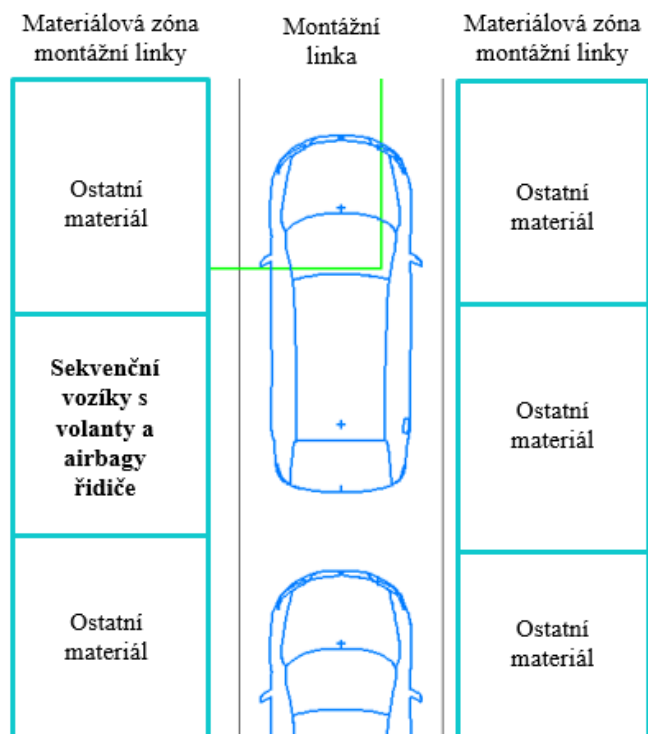 Materiálová zóna
montážní linky
Montážní
linka
Materiálová zóna
montážní linky
Ostatní
materiál
Sekvenční
vozíky s
volanty a
airbagy
řidiče
Ostatní
materiál
Ostatní
materiál
Ostatní
materiál
Ostatní
materiál